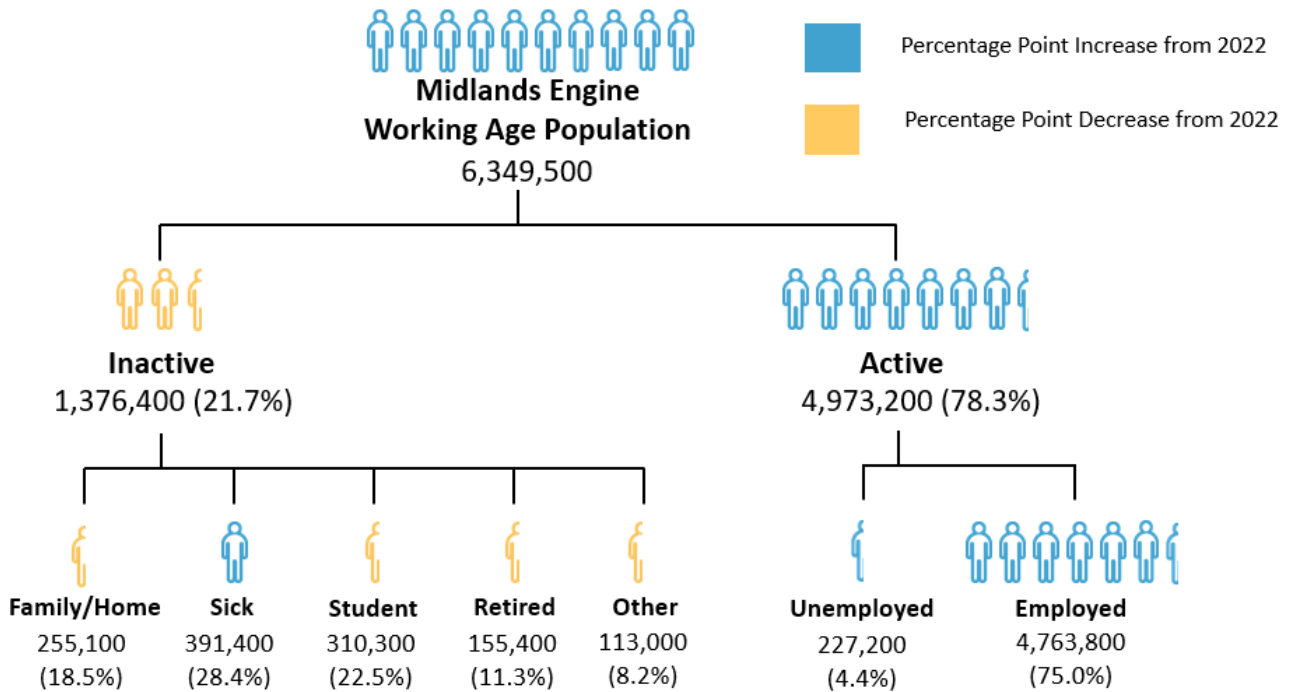 Percentage Point Increase from 2022
Percentage Point Decrease from 2022
Midlands Engine
Working Age Population
6,349,500
Inactive
1,376,400 (21.7%)
Active
4,973,200 (78.3%)
Family/Home
255,100
(18.5%)
Sick
391,400
(28.4%)
Student
310,300
(22.5%)
Retired
155,400
(11.3%)
Other
113,000
(8.2%)
Unemployed
227,200
(4.4%)
Employed
4,763,800
(75.0%)